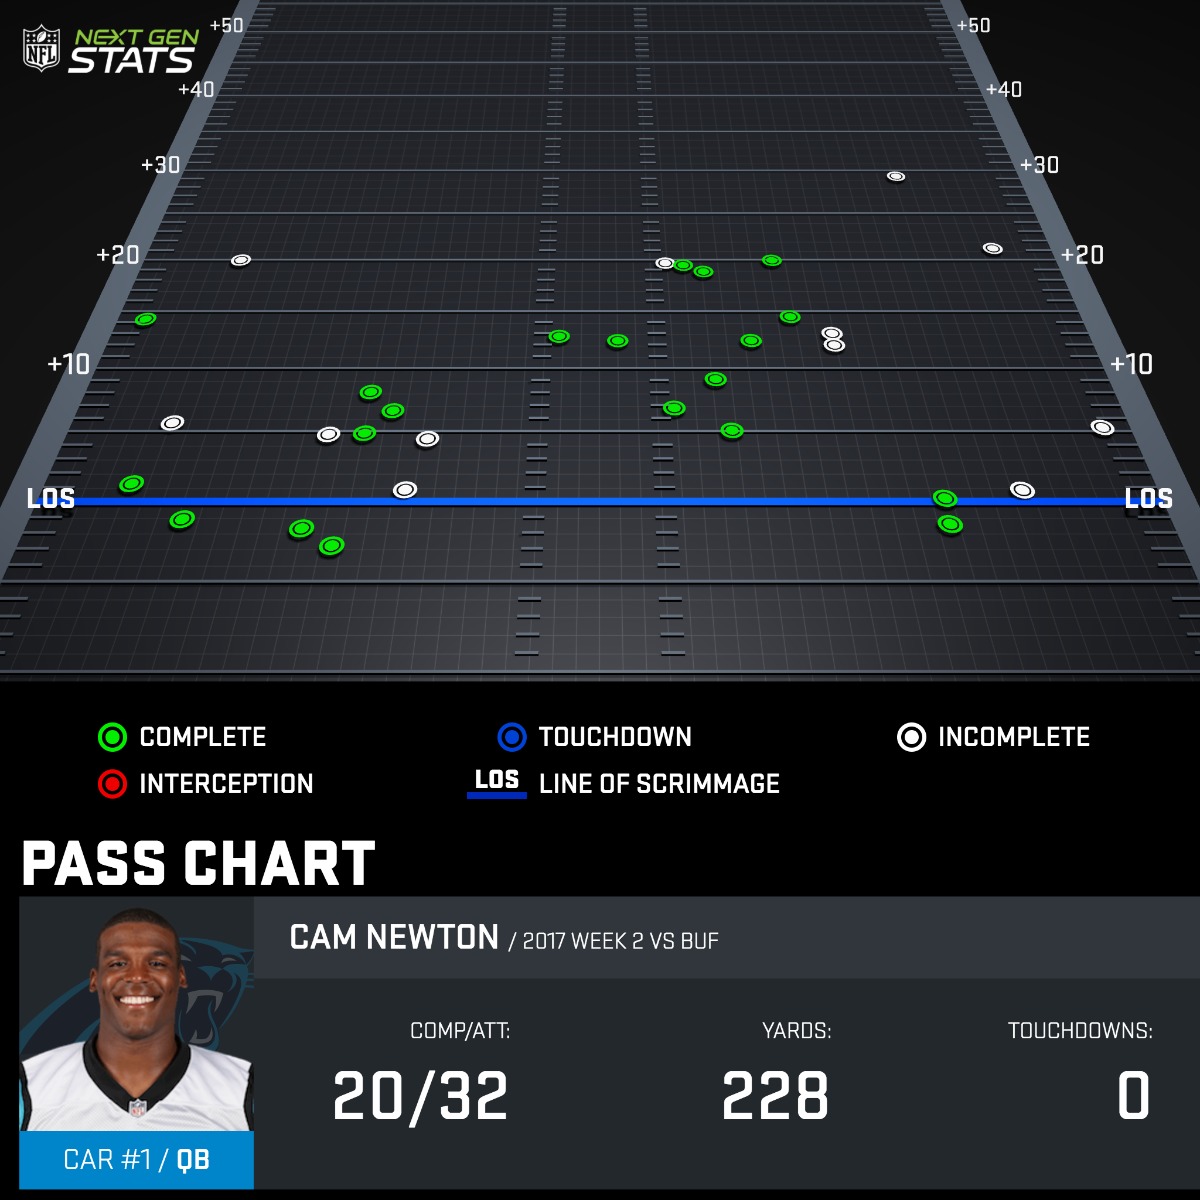 NFL
NEXT GEN
STATS
+50 +50
+40 +40
+30 +30
+20 +20
+10 +10
LOS LOS
COMPLETE TOUCHDOWN INCOMPLETE
INTERCEPTION LOS LINE OF SCRIMMAGE
PASS CHART
CAM NEWTON / 2017 WEEK 2 VS BUF
COMP/ATT: YARDS: TOUCHDOWNS:
20/32 228 0
CAR #1 / QB